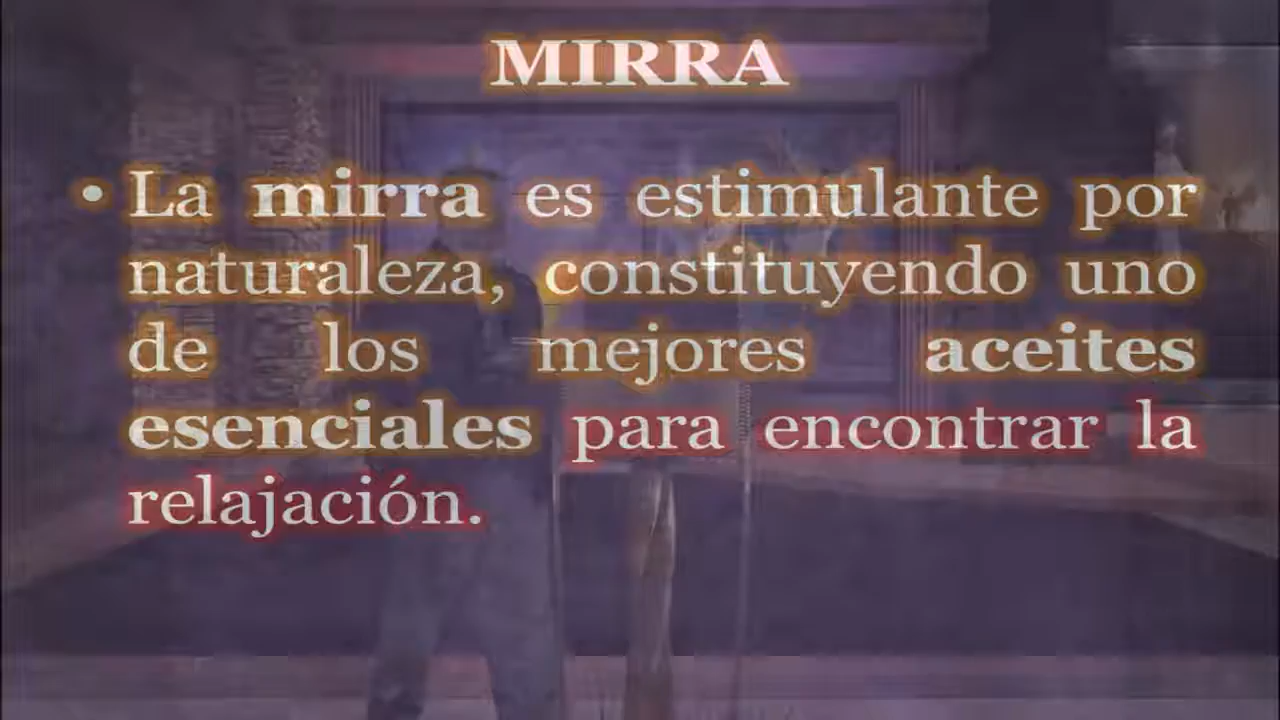 MIRRA
• La mirra es estimulante por
naturaleza, constituyendo uno
de los mejores aceites
esenciales para encontrar la
relajación.